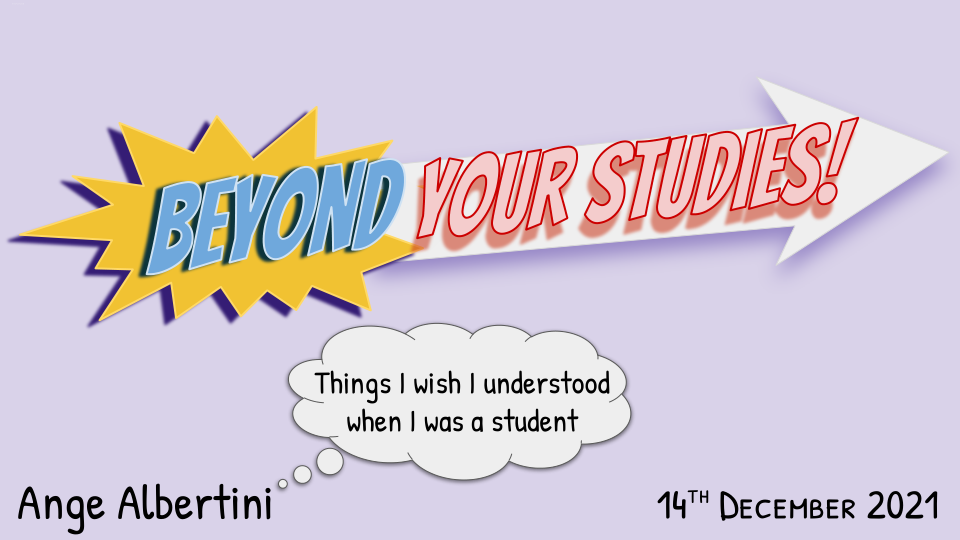 BEYOND YOUR STUDIES!
Things I wish I understood
when I was a student
Ange Albertini
14TH DECEMBER 2021